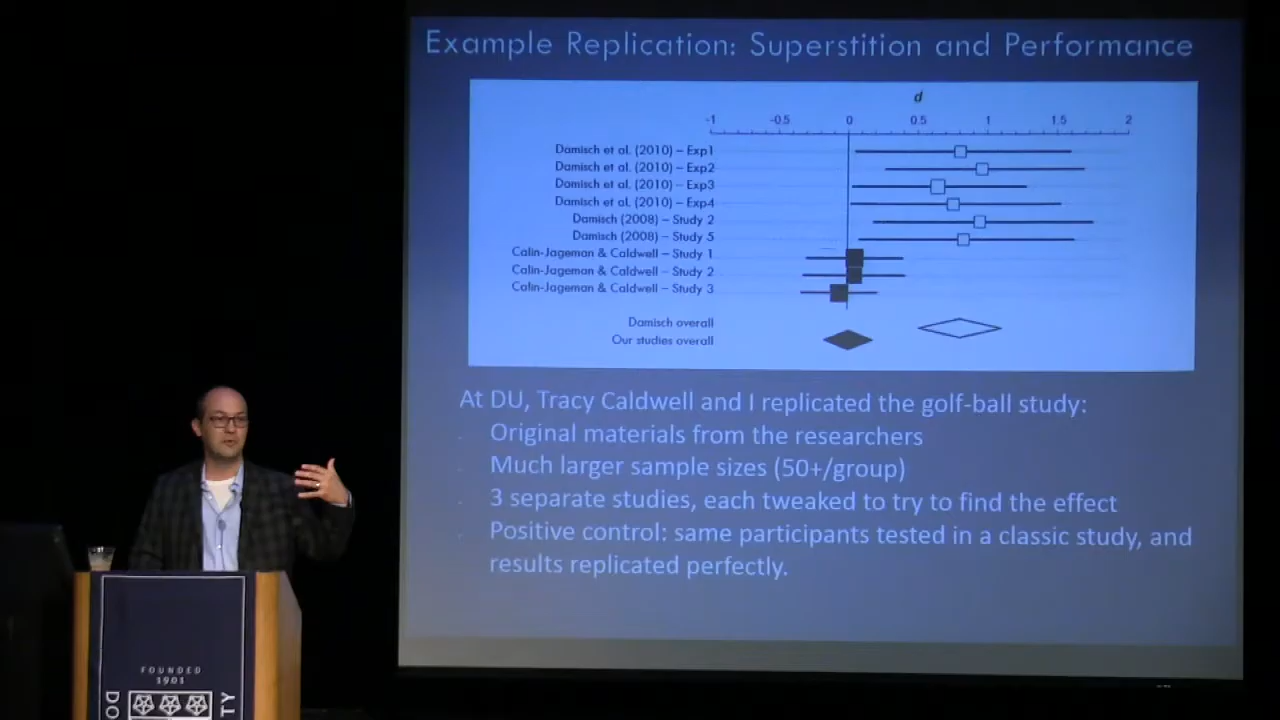 Example Replication: Superstition and Performance
d
-1 -0.5 0 0.5 1 1.5 2
Damisch et al. (2010) – Exp1
Damisch et al. (2010) – Exp2
Damisch et al. (2010) – Exp3
Damisch et al. (2010) – Exp4
Damisch (2008) – Study 2
Damisch (2008) – Study 5
Calin-Jageman & Caldwell – Study 1
Calin-Jageman & Caldwell – Study 2
Calin-Jageman & Caldwell – Study 3
Damisch overall
Our studies overall
At DU, Tracy Caldwell and I replicated the golf-ball study:
Original materials from the researchers
Much larger sample sizes (50+/group)
3 separate studies, each tweaked to try to find the effect
Positive control: same participants tested in a classic study, and
results replicated perfectly.
FOUNDED
1901
DO
TY